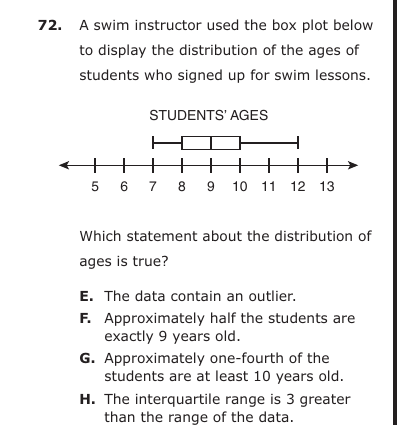 72. A swim instructor used the box plot below
to display the distribution of the ages of
students who signed up for swim lessons.
STUDENTS’ AGES
5 6 7 8 9 10 11 12 13
Which statement about the distribution of
ages is true?
E. The data contain an outlier.
F. Approximately half the students are
exactly 9 years old.
G. Approximately one-fourth of the
students are at least 10 years old.
H. The interquartile range is 3 greater
than the range of the data.